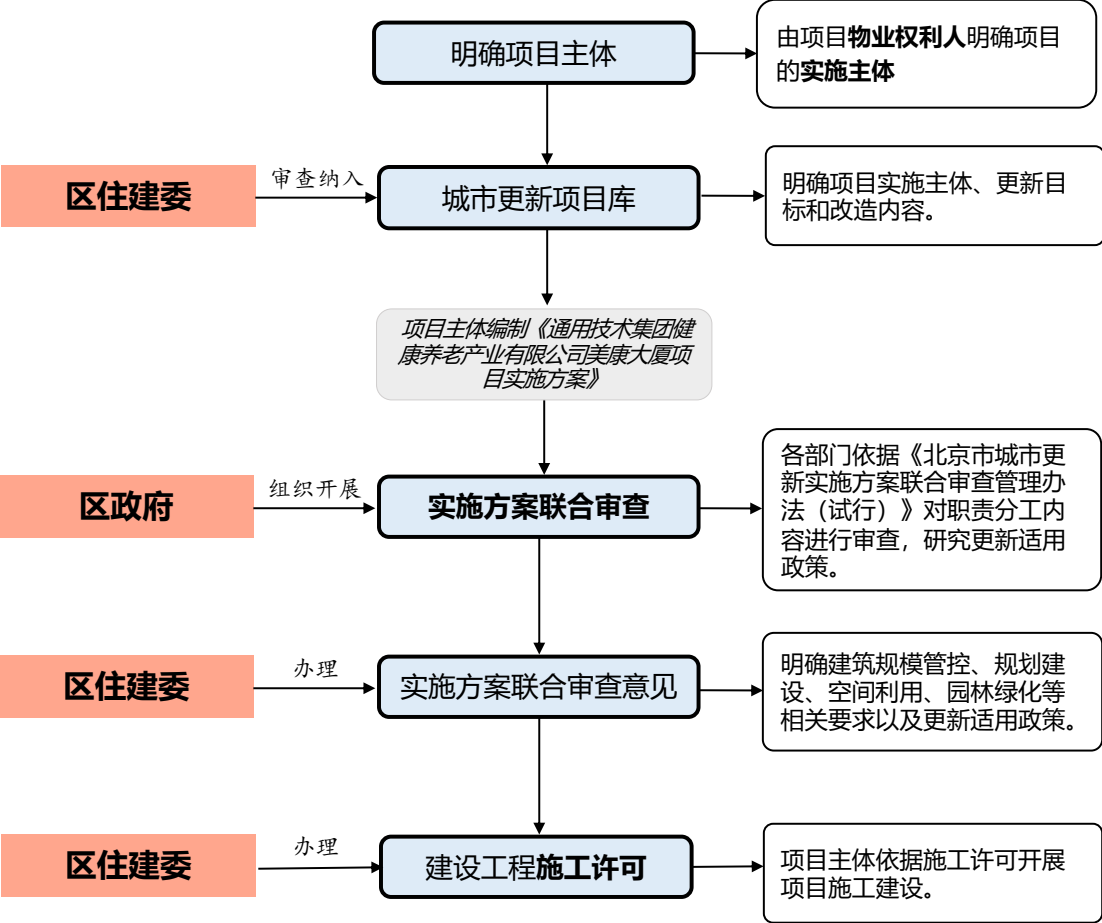 明确项目主体
由项目物业权利人明确项目
的实施主体
区住建委
审查纳入
城市更新项目库
明确项目实施主体、更新目
标和改造内容。
项目主体编制《通用技术集团健
康养老产业有限公司美康大厦项
目实施方案》
区政府
组织开展
实施方案联合审查
各部门依据《北京市城市更
新实施方案联合审查管理办
法（试行）》对职责分工内
容进行审查，研究更新适用
政策。
区住建委
办理
实施方案联合审查意见
明确建筑规模管控、规划建
设、空间利用、园林绿化等
相关要求以及更新适用政策。
区住建委
办理
建设工程施工许可
项目主体依据施工许可开展
项目施工建设。